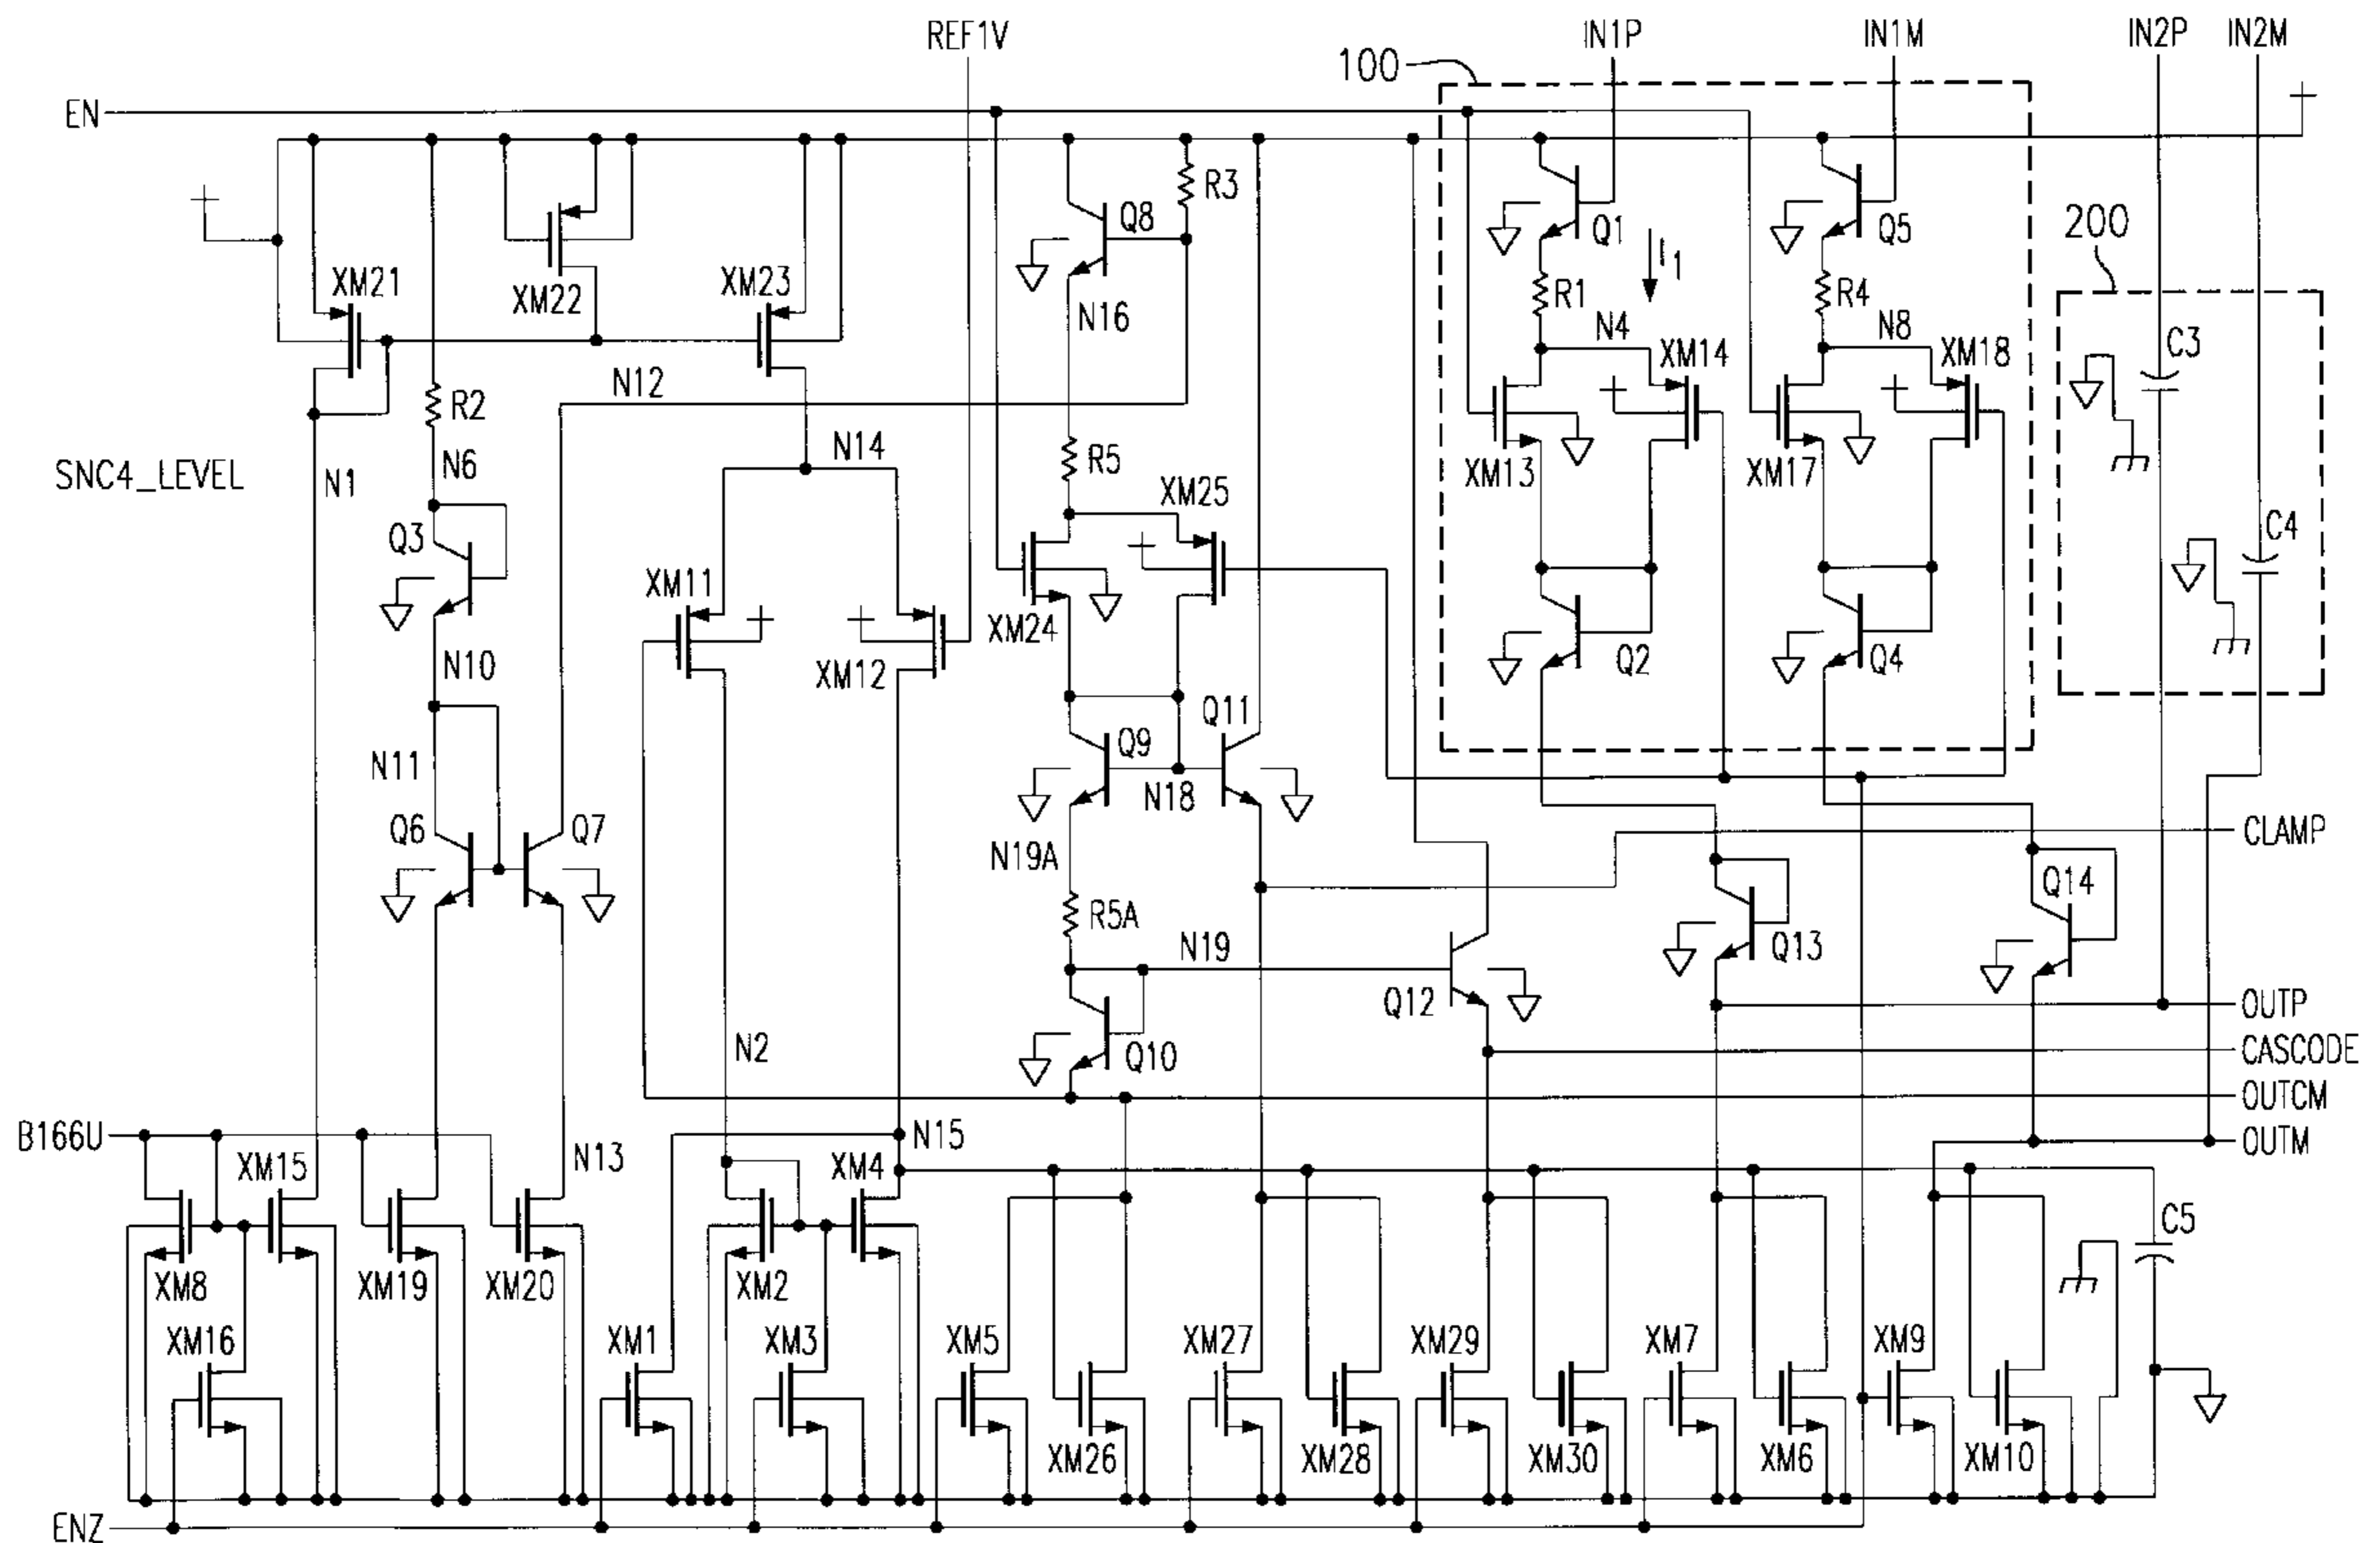 REF1V
IN1P
IN1M
IN2P
IN2M
100
EN
R3
Q8
Q1
I1
Q5
200
XM21
XM22
XM23
N16
R1
R4
N4
XM14
N8
XM18
C3
N12
R2
N14
SNC4_LEVEL
N6
N1
R5
XM25
XM13
XM17
Q3
C4
XM11
XM24
XM12
Q2
Q4
N10
Q11
Q9
N11
N18
Q6
Q7
N19A
CLAMP
R5A
Q14
N19
Q13
Q12
OUTP
N2
Q10
CASCODE
OUTCM
B166U
N15
OUTM
N13
XM15
XM4
C5
XM8
XM19
XM20
XM2
XM16
XM1
XM3
XM5
XM27
XM29
XM7
XM9
XM26
XM28
XM30
XM6
XM10
ENZ